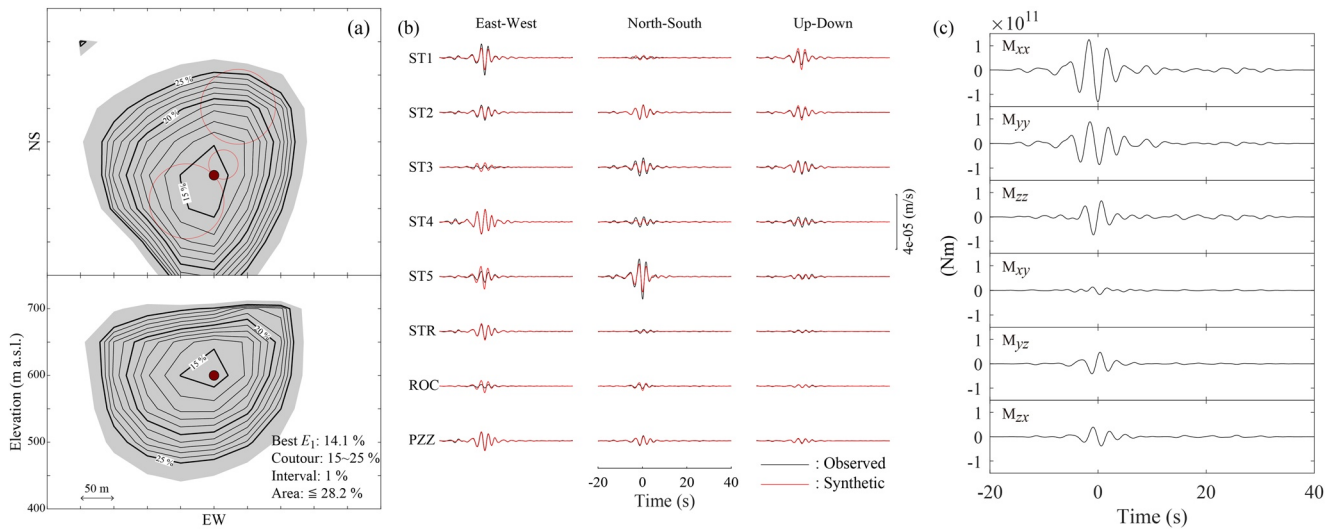 (a)
NS
25 %
20 %
15 %
Elevation (m a.s.l.)
700
600
500
400
20 %
15 %
25 %
Best E₁: 14.1 %
Coutour: 15~25 %
Interval: 1 %
Area: ≦ 28.2 %
50 m
EW
(b)
East-West
North-South
Up-Down
ST1
ST2
ST3
ST4
ST5
STR
ROC
PZZ
4e-05 (m/s)
-40 -20 0 20 40
Time (s)
: Observed
: Synthetic
(c)
×10¹¹
Mxx
1
0
-1
Myy
1
0
-1
Mzz
1
0
-1
(Nm)
Mxy
1
0
-1
Myz
1
0
-1
Mzx
1
0
-1
-20 0 20 40
Time (s)